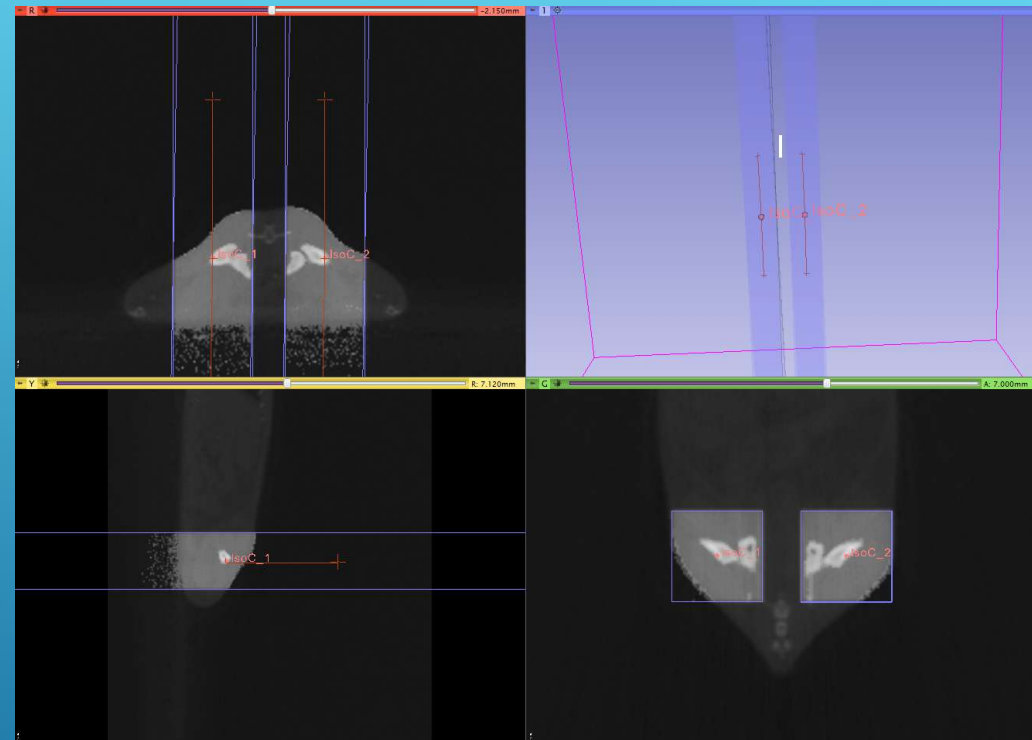 R
-2.150mm
IsoC_1
IsoC_2
1
IsoC_2
Y
R: 7.120mm
IsoC_1
G
A: 7.000mm
IsoC_1
IsoC_2